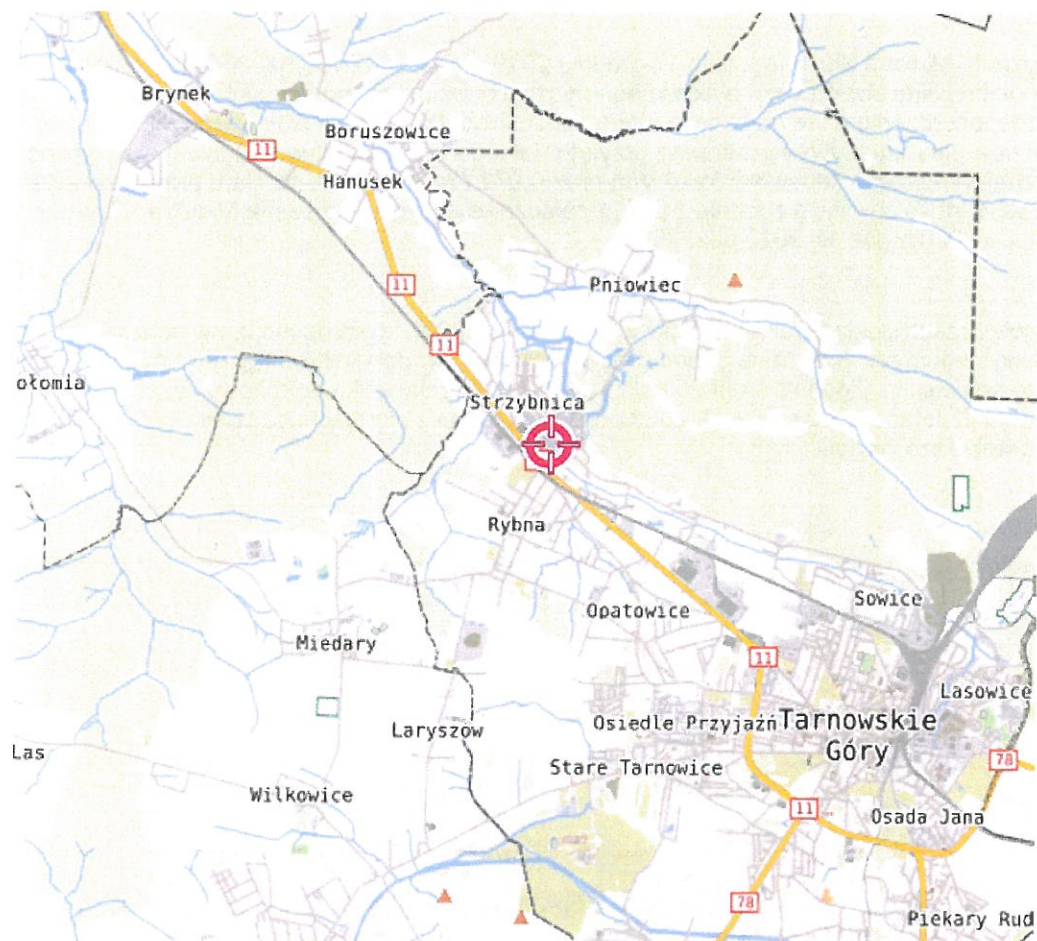 Brynek
Boruszowice
11
Hanusek
Pniowiec
11
11
ołomia
Strzybnica
Rybna
Sowice
Opatowice
Miedary
11
Lasowice
Laryszów
Osiedle Przyjaźń
Tarnowskie
Góry
Las
Stare Tarnowice
78
Wilkowice
11
Osada Jana
78
Piekary Rud